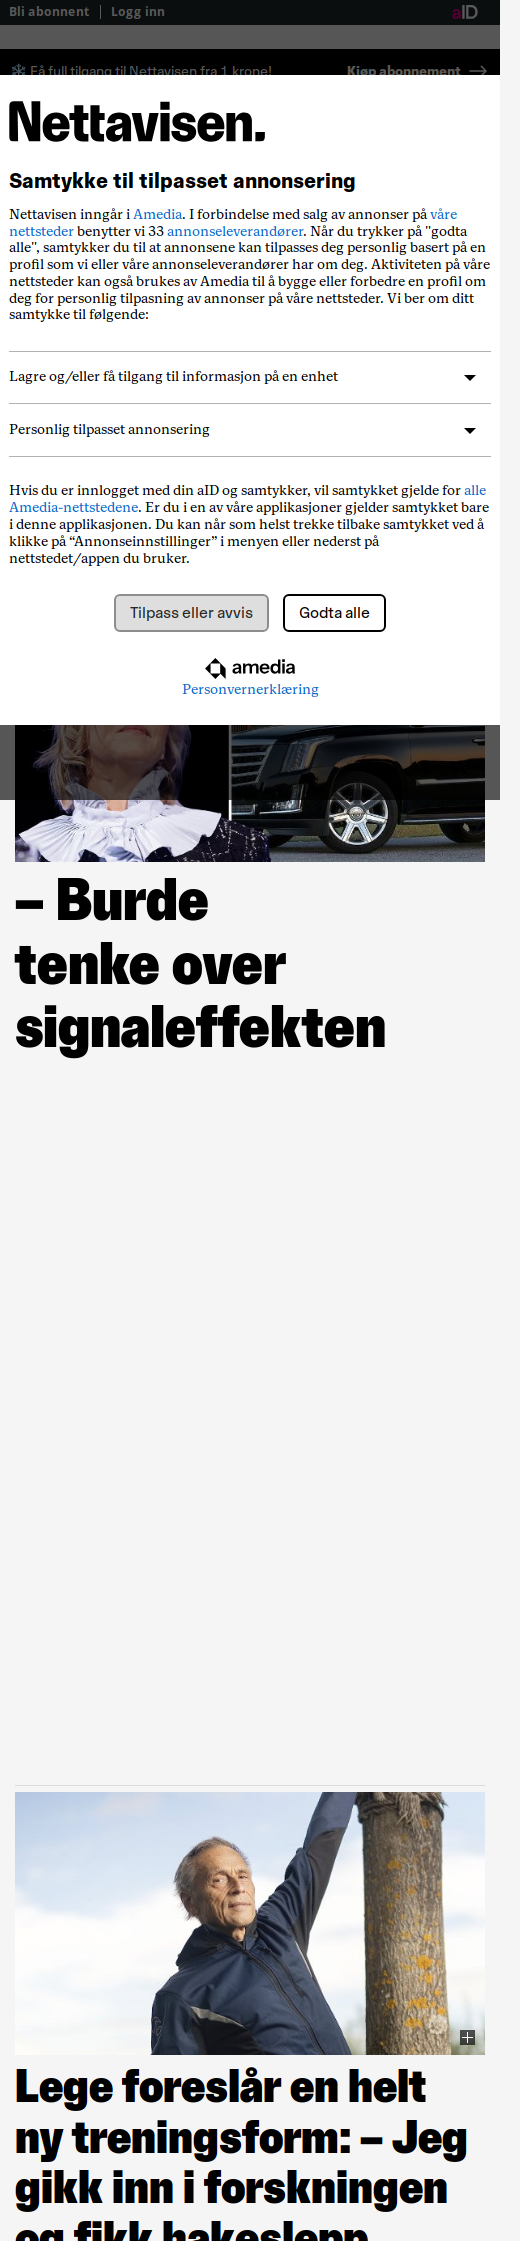 Bli abonnent
Logg inn
aID
Få full tilgang til Nettavisen fra 1 krone!
Kjøp abonnement
Nettavisen.
Samtykke til tilpasset annonsering
Nettavisen inngår i Amedia. I forbindelse med salg av annonser på våre
nettsteder benytter vi 33 annonseleverandører. Når du trykker på "godta
alle", samtykker du til at annonsene kan tilpasses deg personlig basert på en
profil som vi eller våre annonseleverandører har om deg. Aktiviteten på våre
nettsteder kan også brukes av Amedia til å bygge eller forbedre en profil om
deg for personlig tilpasning av annonser på våre nettsteder. Vi ber om ditt
samtykke til følgende:
Lagre og/eller få tilgang til informasjon på en enhet
Personlig tilpasset annonsering
Hvis du er innlogget med din aID og samtykker, vil samtykket gjelde for alle
Amedia-nettstedene. Er du i en av våre applikasjoner gjelder samtykket bare
i denne applikasjonen. Du kan når som helst trekke tilbake samtykket ved å
klikke på “Annonseinnstillinger” i menyen eller nederst på
nettstedet/appen du bruker.
Tilpass eller avvis
Godta alle
amedia
Personvernerklæring
– Burde
tenke over
signaleffekten
Lege foreslår en helt
ny treningsform: – Jeg
gikk inn i forskningen
og fikk hakeslepp